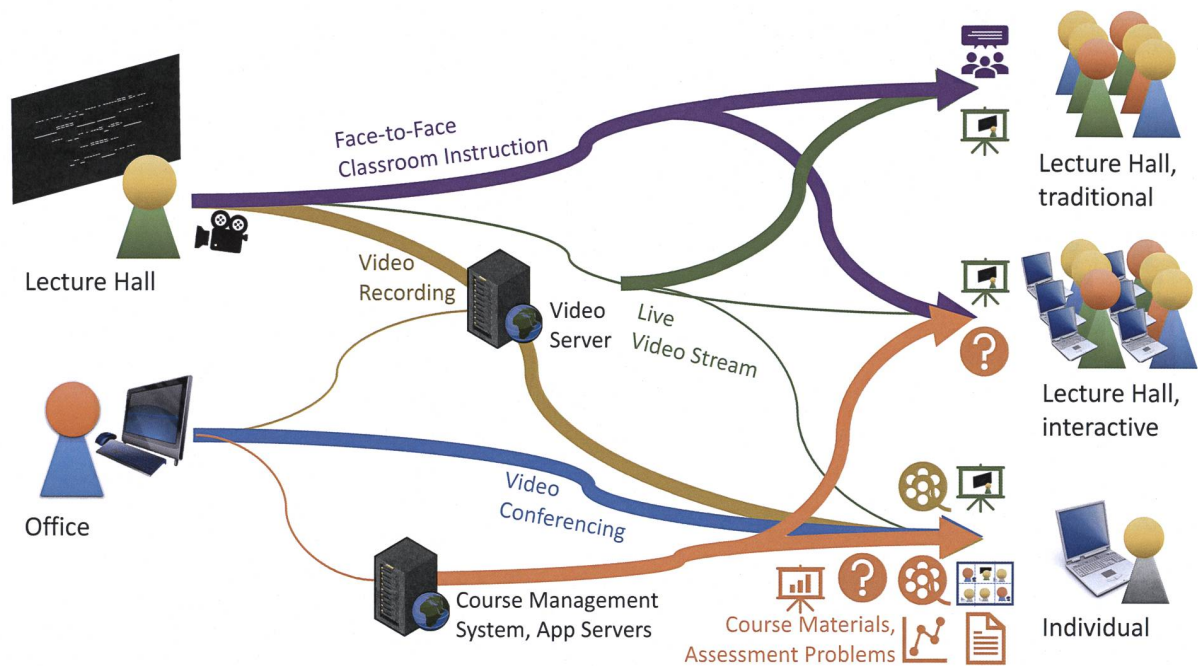 Face-to-Face
Classroom Instruction
Lecture Hall
Lecture Hall,
traditional
Video
Recording
Video
Server
Live
Video Stream
Lecture Hall,
interactive
Office
Video
Conferencing
Course Management
System, App Servers
Course Materials,
Assessment Problems
Individual
?
?